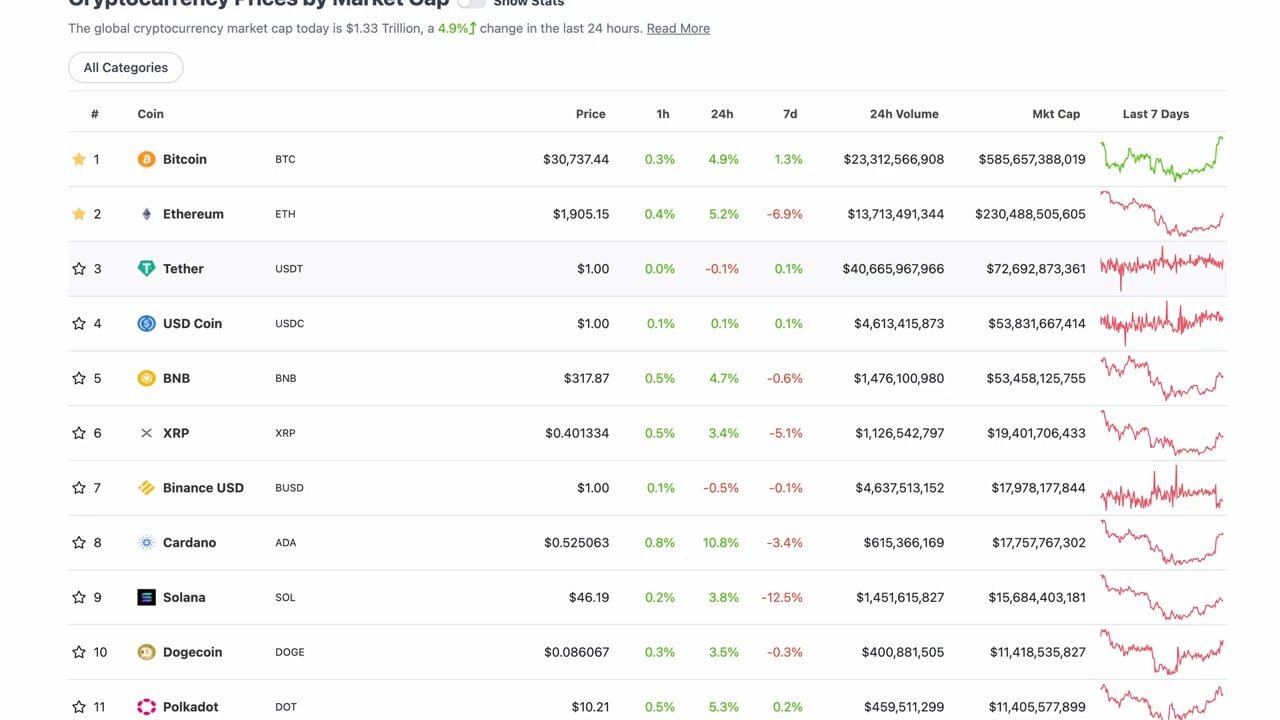 Cryptocurrency Prices by Market Cap Show Stats
The global cryptocurrency market cap today is $1.33 Trillion, a 4.9% change in the last 24 hours. Read More
All Categories
# Coin Price 1h 24h 7d 24h Volume Mkt Cap Last 7 Days
1 Bitcoin BTC $30,737.44 0.3% 4.9% 1.3% $23,312,566,908 $585,657,388,019
2 Ethereum ETH $1,905.15 0.4% 5.2% -6.9% $13,713,491,344 $230,488,505,605
3 Tether USDT $1.00 0.0% -0.1% 0.1% $40,665,967,966 $72,692,873,361
4 USD Coin USDC $1.00 0.1% 0.1% 0.1% $4,613,415,873 $53,831,667,414
5 BNB BNB $317.87 0.5% 4.7% -0.6% $1,476,100,980 $53,458,125,755
6 XRP XRP $0.401334 0.5% 3.4% -5.1% $1,126,542,797 $19,401,706,433
7 Binance USD BUSD $1.00 0.1% -0.5% -0.1% $4,637,513,152 $17,978,177,844
8 Cardano ADA $0.525063 0.8% 10.8% -3.4% $615,366,169 $17,757,767,302
9 Solana SOL $46.19 0.2% 3.8% -12.5% $1,451,615,827 $15,684,403,181
10 Dogecoin DOGE $0.086067 0.3% 3.5% -0.3% $400,881,505 $11,418,535,827
11 Polkadot DOT $10.21 0.5% 5.3% 0.2% $459,511,299 $11,405,577,899